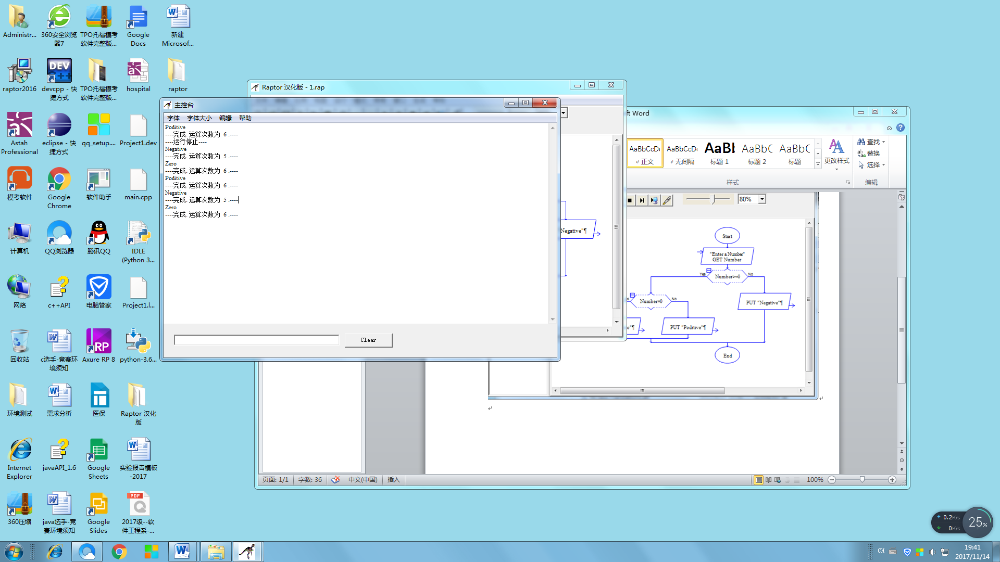 Administr...
360安全浏览
器7
TPO托福模考
软件完整版...
Google
Docs
新建
Microsof...
raptor2016
devcpp - 快
捷方式
TPO托福模考
软件完整版...
hospital
raptor
Astah
Professional
eclipse - 快
捷方式
qq_setup....
Project1.dev
模考软件
Google
Chrome
软件助手
main.cpp
计算机
QQ浏览器
腾讯QQ
IDLE
(Python 3...
网络
c++API
电脑管家
Project1.l...
回收站
c选手-竞赛环
境须知
Axure RP 8
python-3.6...
环境测试
需求分析
医保
Raptor 汉化
版
Internet
Explorer
javaAPI_1.6
Google
Sheets
实验报告模板
-2017
360压缩
java选手-竞
赛环境须知
Google
Slides
2017级--软
件工程系-...
Raptor 汉化版 - 1.rap
主控台
字体 字体大小 编辑 帮助
Poditive
----完成. 运算次数为 6 .----
----运行停止----
Negative
----完成. 运算次数为 5 .----
Zero
----完成. 运算次数为 6 .----
Poditive
----完成. 运算次数为 6 .----
Negative
----完成. 运算次数为 5 .----
Zero
----完成. 运算次数为 6 .----
Clear
Negative"¶
ft Word
AaBbCcDı AaBbCcDı AaBb AaBbC AaBbC
↵ 正文 ↵ 无间隔 标题 1 标题 2 标题
更改样式
查找
替换
选择
样式
编辑
80%
Start
"Enter a Number"
GET Number
Yes
Number>=0
No
Number=0
No
PUT "Negative"¶
o"¶
PUT "Poditive"¶
End
页面: 1/1 字数: 36 中文(中国) 插入
100%
0.2K/s
0K/s
25%
CH
19:41
2017/11/14